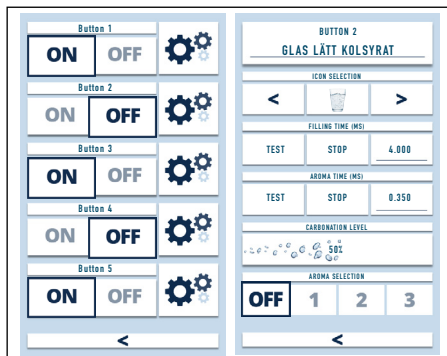 Button 1
ON OFF
Button 2
ON OFF
Button 3
ON OFF
Button 4
ON OFF
Button 5
ON OFF
<
BUTTON 2
GLAS LÄTT KOLSYRAT
ICON SELECTION
< >
FILLING TIME (MS)
TEST STOP 4.000
AROMA TIME (MS)
TEST STOP 0.350
CARBONATION LEVEL
50%
AROMA SELECTION
OFF 1 2 3
<